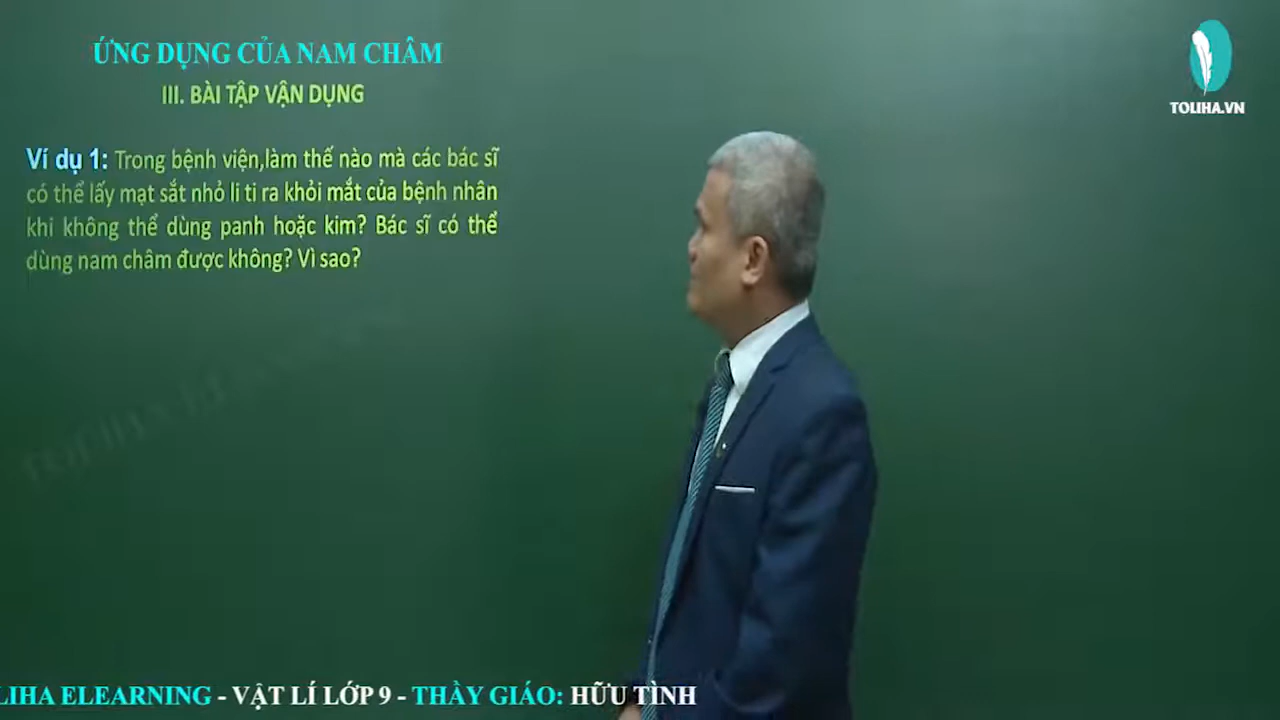 ỨNG DỤNG CỦA NAM CHÂM
III. BÀI TẬP VẬN DỤNG
TOLIHA.VN
Ví dụ 1: Trong bệnh viện,làm thế nào mà các bác sĩ
có thể lấy mạt sắt nhỏ li ti ra khỏi mắt của bệnh nhân
khi không thể dùng panh hoặc kim? Bác sĩ có thể
dùng nam châm được không? Vì sao?
LIHA ELEARNING - VẬT LÍ LỚP 9 - THẦY GIÁO: HỮU TÌNH